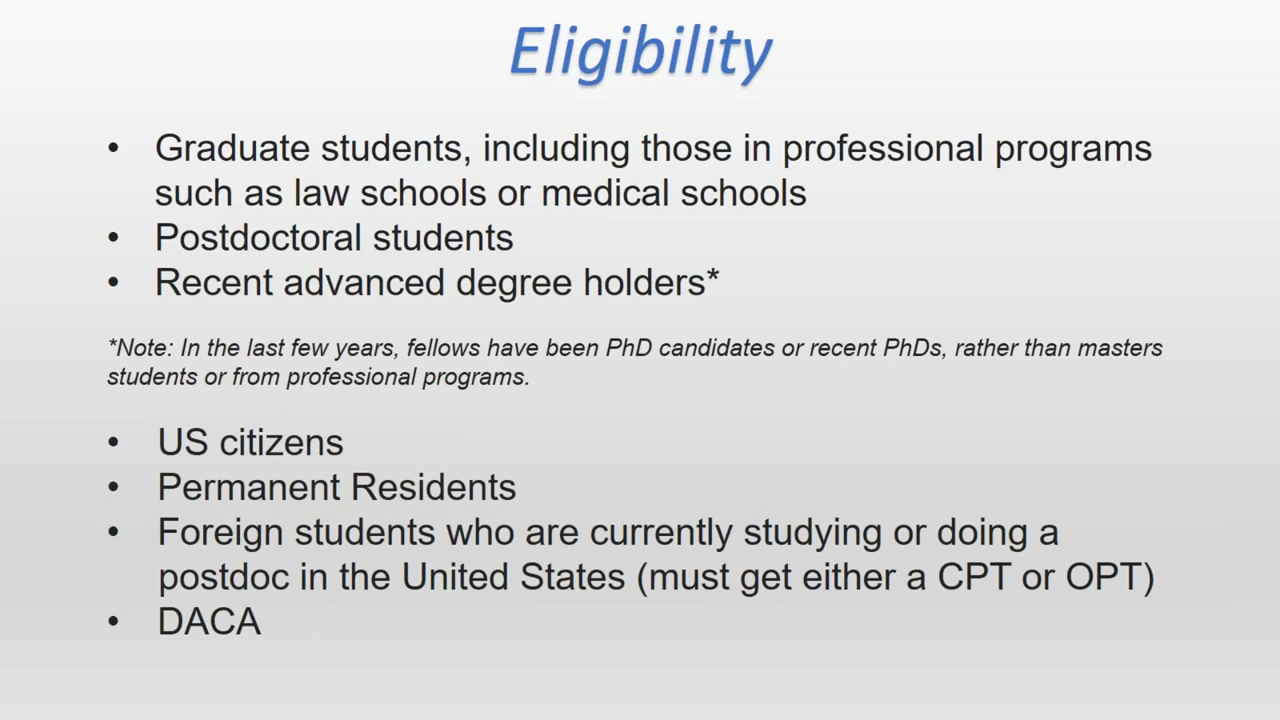 Eligibility
• Graduate students, including those in professional programs
such as law schools or medical schools
• Postdoctoral students
• Recent advanced degree holders*
*Note: In the last few years, fellows have been PhD candidates or recent PhDs, rather than masters
students or from professional programs.
• US citizens
• Permanent Residents
• Foreign students who are currently studying or doing a
postdoc in the United States (must get either a CPT or OPT)
• DACA